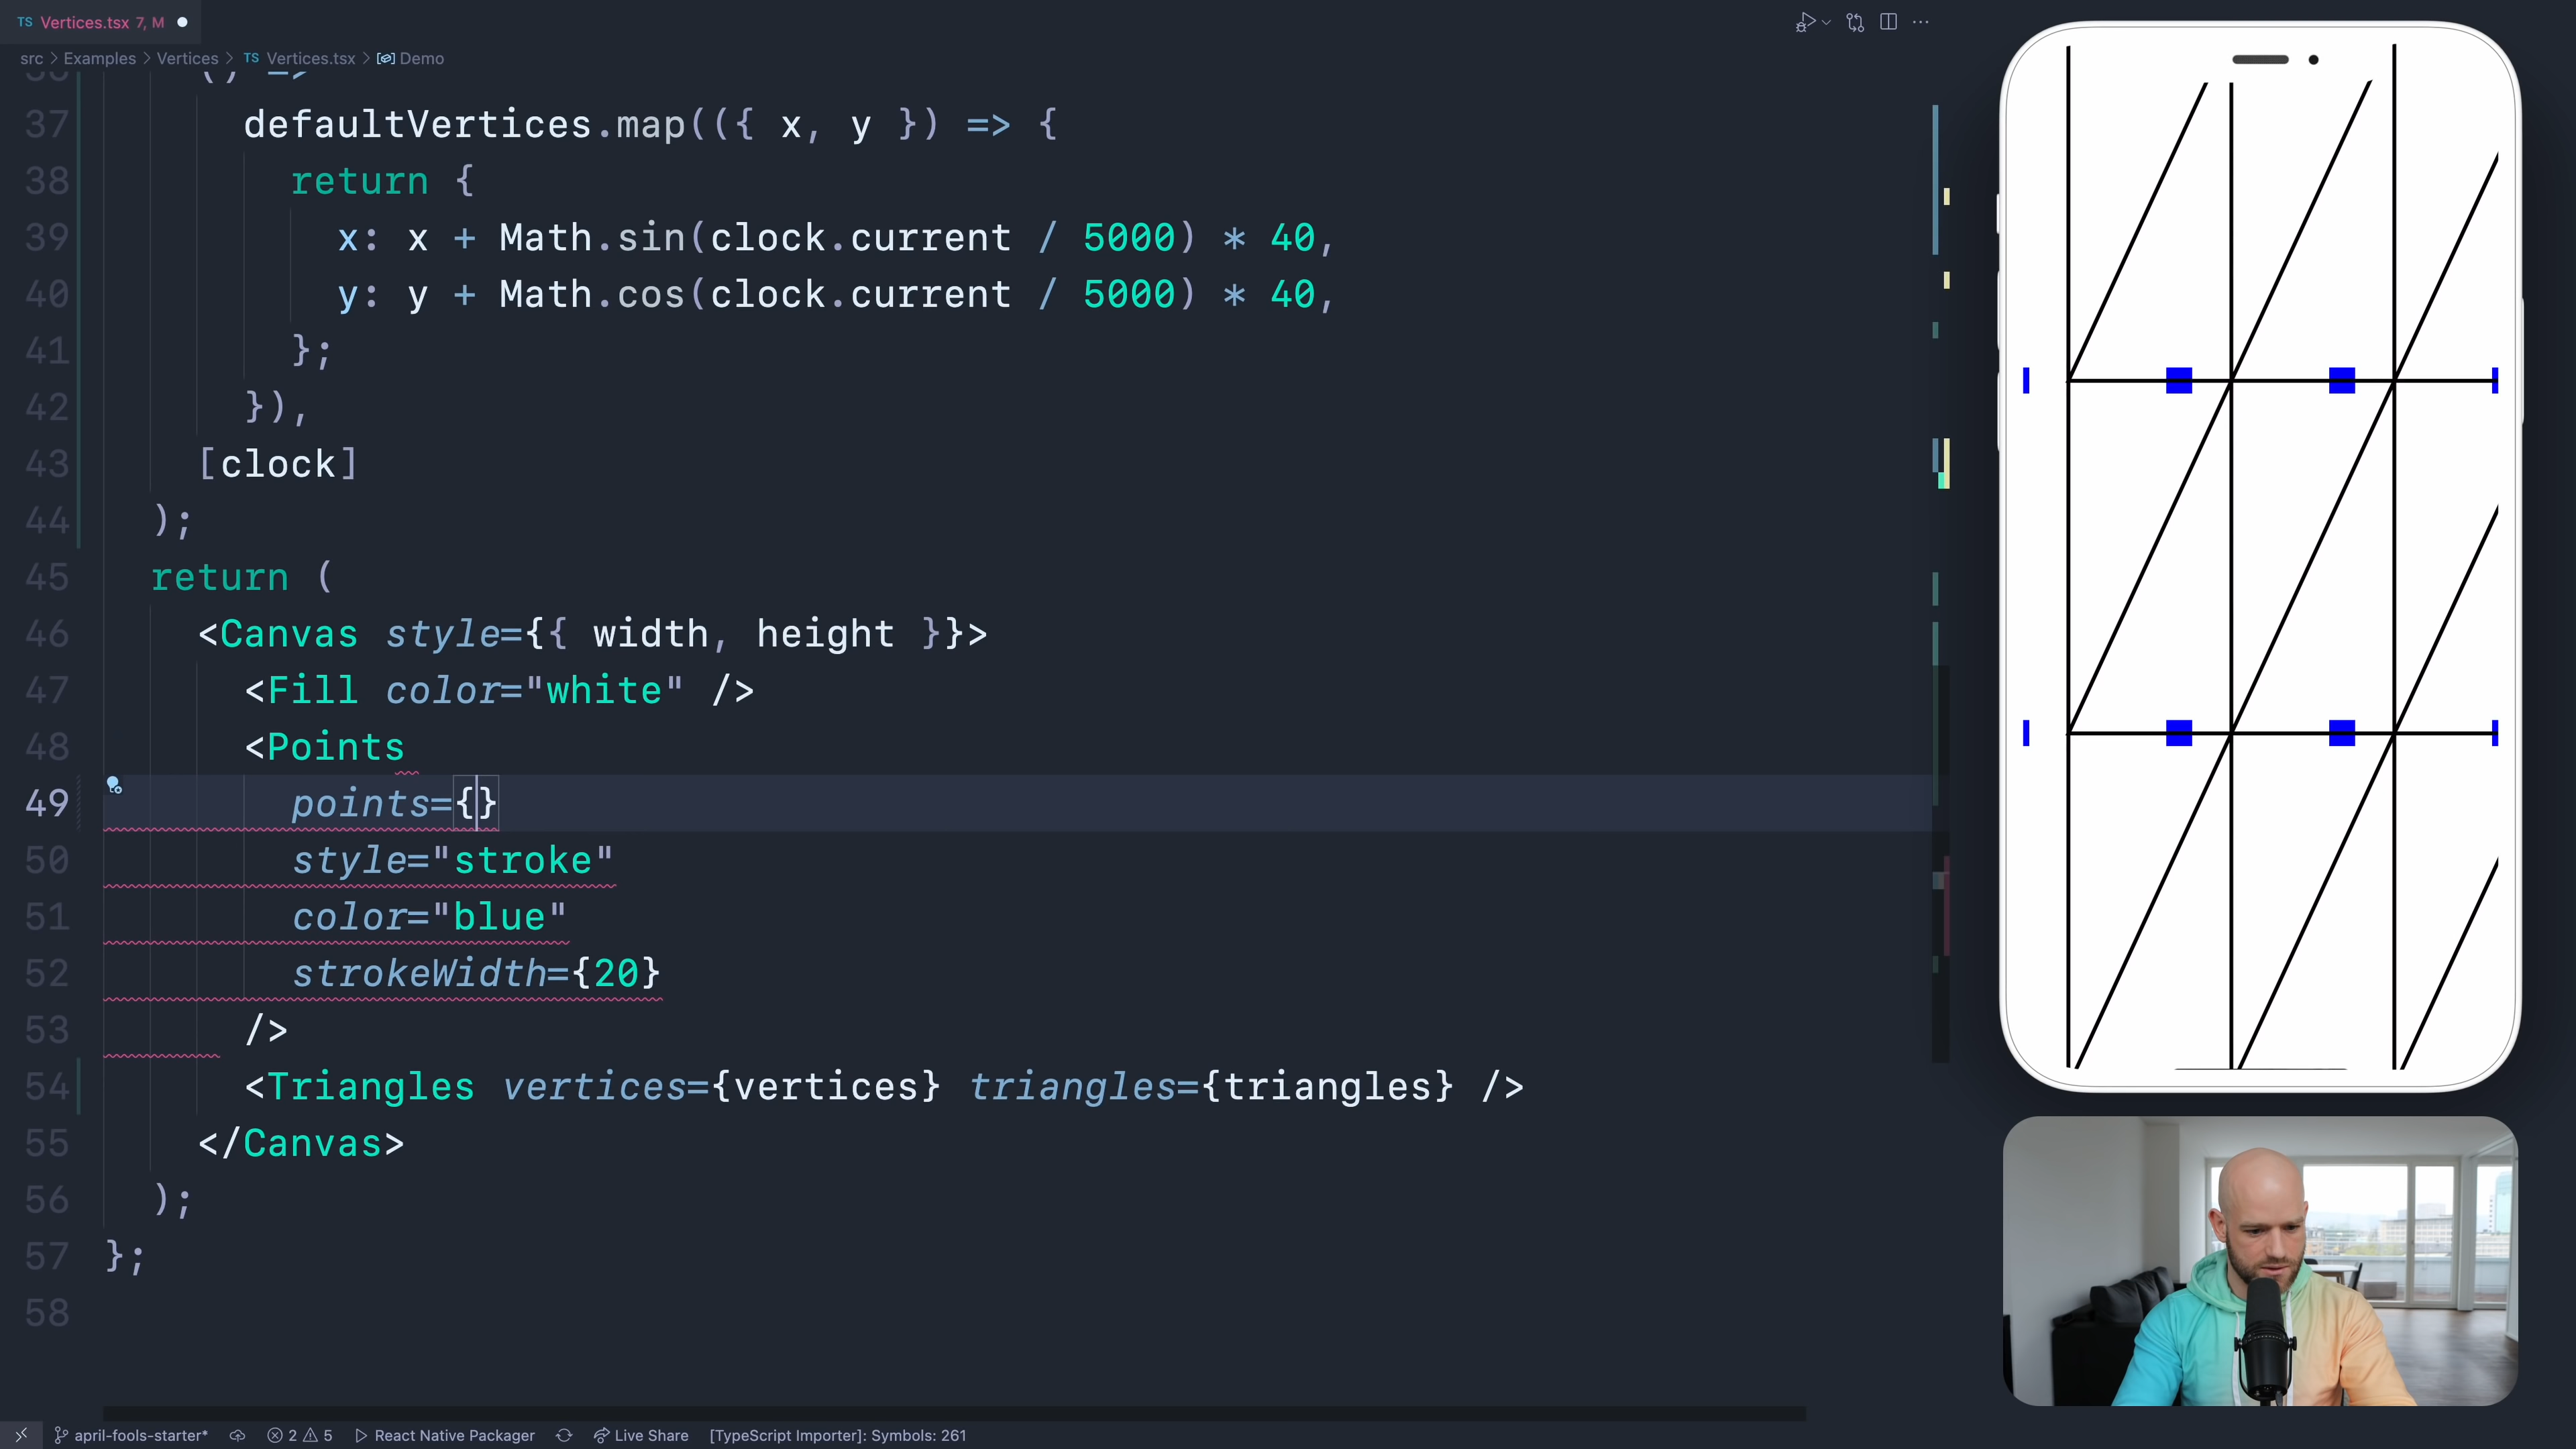 TS Vertices.tsx 7, M
src > Examples > Vertices > TS Vertices.tsx > Demo
() =>
37 defaultVertices.map(({ x, y }) => {
38 return {
39 x: x + Math.sin(clock.current / 5000) * 40,
40 y: y + Math.cos(clock.current / 5000) * 40,
41 };
42 }),
43 [clock]
44 );
45 return (
46 <Canvas style={{ width, height }}>
47 <Fill color="white" />
48 <Points
49 points={}
50 style="stroke"
51 color="blue"
52 strokeWidth={20}
53 />
54 <Triangles vertices={vertices} triangles={triangles} />
55 </Canvas>
56 );
57 };
58
april-fools-starter* 2 5 React Native Packager Live Share [TypeScript Importer]: Symbols: 261